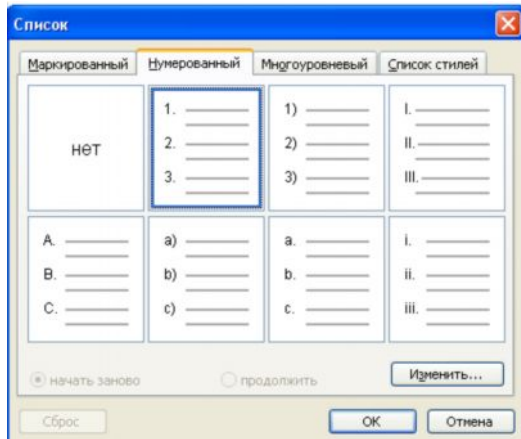 Список
Маркированный Нумерованный Многоуровневый Список стилей
нет
1.
2.
3.
1)
2)
3)
I.
II.
III.
A.
B.
C.
a)
b)
c)
a.
b.
c.
i.
ii.
iii.
начать заново продолжить Изменить...
Сброс ОК Отмена